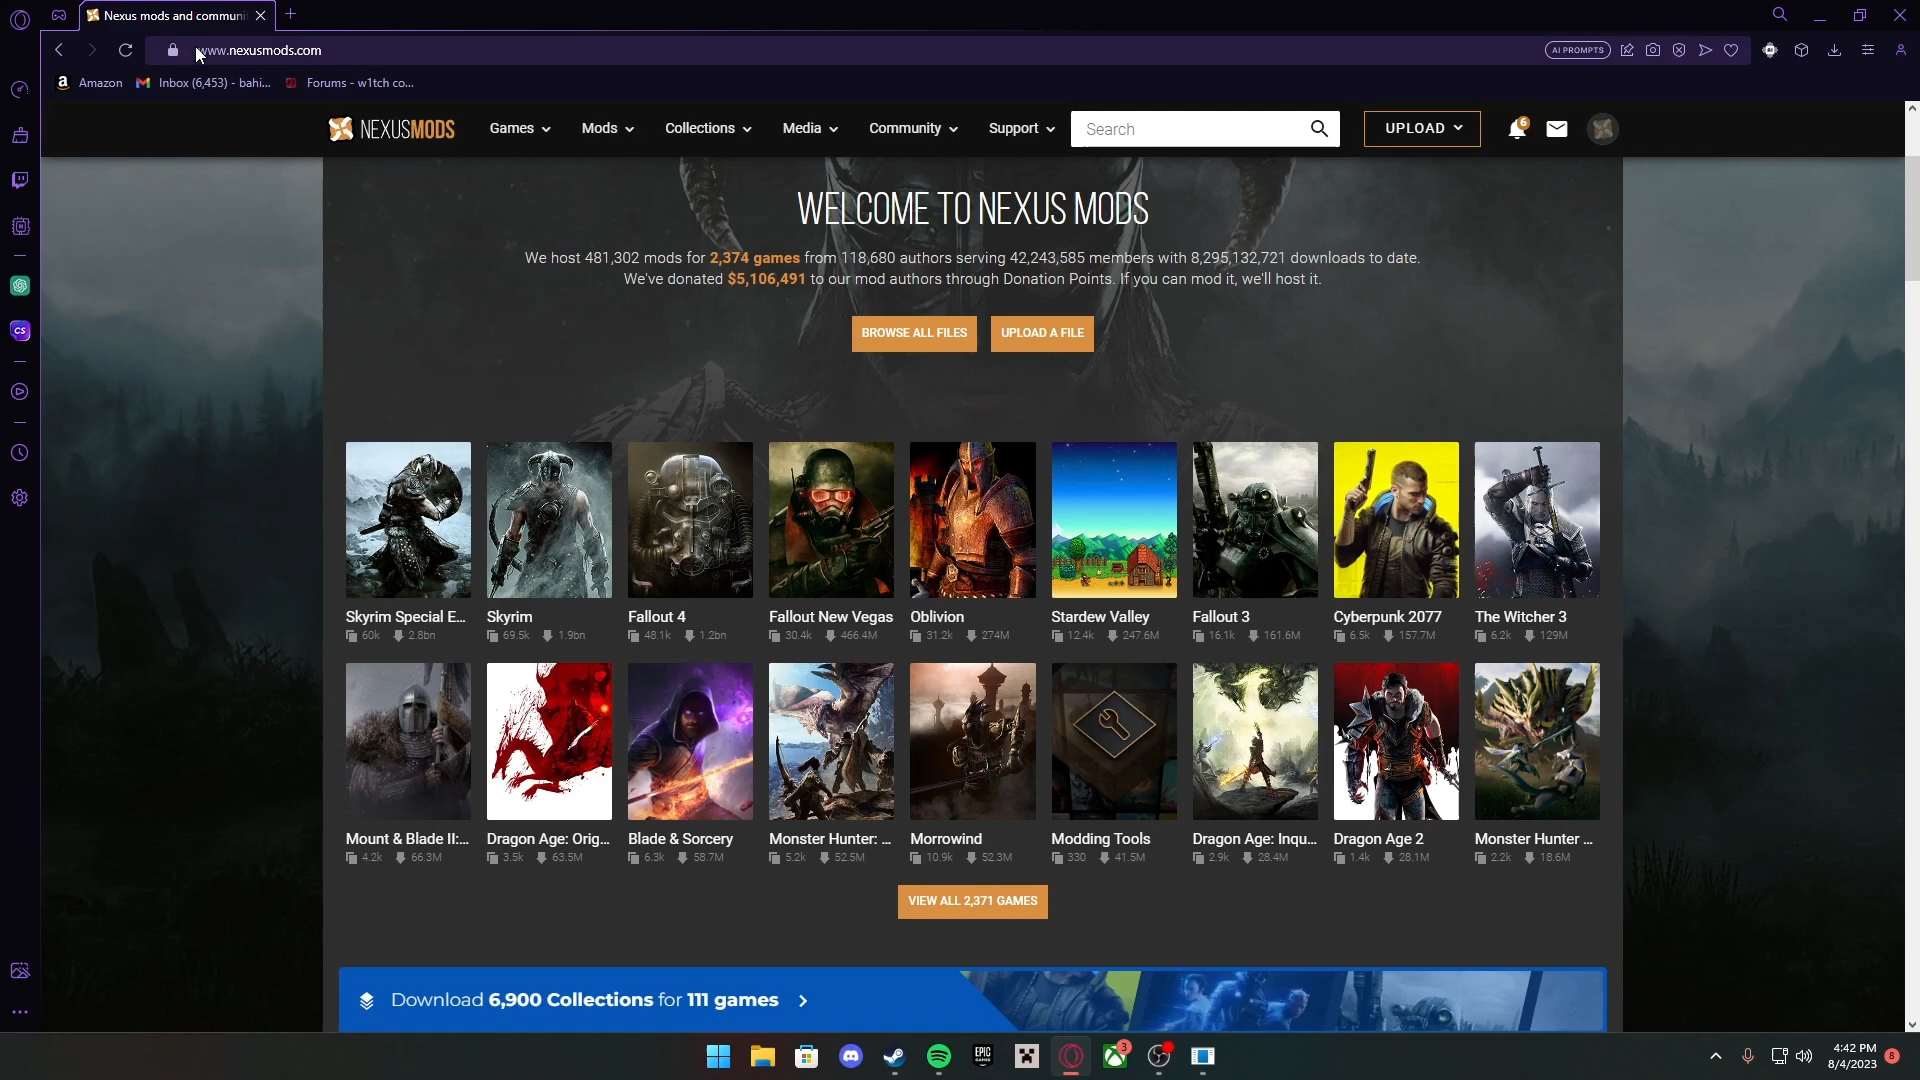 Nexus mods and communi
www.nexusmods.com
AI PROMPTS
Amazon
Inbox (6,453) - bahi...
Forums - w1tch co...
NEXUSMODS
Games
Mods
Collections
Media
Community
Support
Search
UPLOAD
6
CS
WELCOME TO NEXUS MODS
We host 481,302 mods for 2,374 games from 118,680 authors serving 42,243,585 members with 8,295,132,721 downloads to date.
We've donated $5,106,491 to our mod authors through Donation Points. If you can mod it, we'll host it.
BROWSE ALL FILES
UPLOAD A FILE
Skyrim Special E...
60k 2.8bn
Skyrim
69.5k 1.9bn
Fallout 4
48.1k 1.2bn
Fallout New Vegas
30.4k 466.4M
Oblivion
31.2k 274M
Stardew Valley
12.4k 247.6M
Fallout 3
16.1k 161.6M
Cyberpunk 2077
6.5k 157.7M
The Witcher 3
6.2k 129M
Mount & Blade II:...
4.2k 66.3M
Dragon Age: Orig...
3.5k 63.5M
Blade & Sorcery
6.3k 58.7M
Monster Hunter: ...
5.2k 52.5M
Morrowind
10.9k 52.3M
Modding Tools
330 41.5M
Dragon Age: Inqu...
2.9k 28.4M
Dragon Age 2
1.4k 28.1M
Monster Hunter ...
2.2k 18.6M
VIEW ALL 2,371 GAMES
Download 6,900 Collections for 111 games
EPIC
GAMES
3
4:42 PM
8/4/2023
8